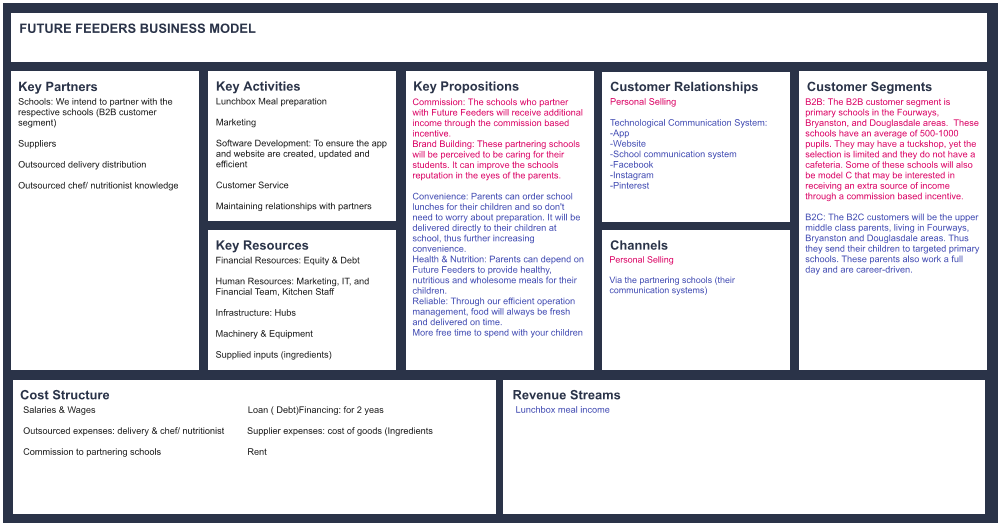 FUTURE FEEDERS BUSINESS MODEL
Key Partners
Schools: We intend to partner with the
respective schools (B2B customer
segment)
Suppliers
Outsourced delivery distribution
Outsourced chef/ nutritionist knowledge
Key Activities
Lunchbox Meal preparation
Marketing
Software Development: To ensure the app
and website are created, updated and
efficient
Customer Service
Maintaining relationships with partners
Key Resources
Financial Resources: Equity & Debt
Human Resources: Marketing, IT, and
Financial Team, Kitchen Staff
Infrastructure: Hubs
Machinery & Equipment
Supplied inputs (ingredients)
Key Propositions
Commission: The schools who partner
with Future Feeders will receive additional
income through the commission based
incentive.
Brand Building: These partnering schools
will be perceived to be caring for their
students. It can improve the schools
reputation in the eyes of the parents.
Convenience: Parents can order school
lunches for their children and so don't
need to worry about preparation. It will be
delivered directly to their children at
school, thus further increasing
convenience.
Health & Nutrition: Parents can depend on
Future Feeders to provide healthy,
nutritious and wholesome meals for their
children.
Reliable: Through our efficient operation
management, food will always be fresh
and delivered on time.
More free time to spend with your children
Customer Relationships
Personal Selling
Technological Communication System:
-App
-Website
-School communication system
-Facebook
-Instagram
-Pinterest
Channels
Personal Selling
Via the partnering schools (their
communication systems)
Customer Segments
B2B: The B2B customer segment is
primary schools in the Fourways,
Bryanston, and Douglasdale areas.  These
schools have an average of 500-1000
pupils. They may have a tuckshop, yet the
selection is limited and they do not have a
cafeteria. Some of these schools will also
be model C that may be interested in
receiving an extra source of income
through a commission based incentive.
B2C: The B2C customers will be the upper
middle class parents, living in Fourways,
Bryanston and Douglasdale areas. Thus
they send their children to targeted primary
schools. These parents also work a full
day and are career-driven.
Cost Structure
Salaries & Wages
Outsourced expenses: delivery & chef/ nutritionist
Commission to partnering schools
Loan ( Debt)Financing: for 2 yeas
Supplier expenses: cost of goods (Ingredients
Rent
Revenue Streams
Lunchbox meal income